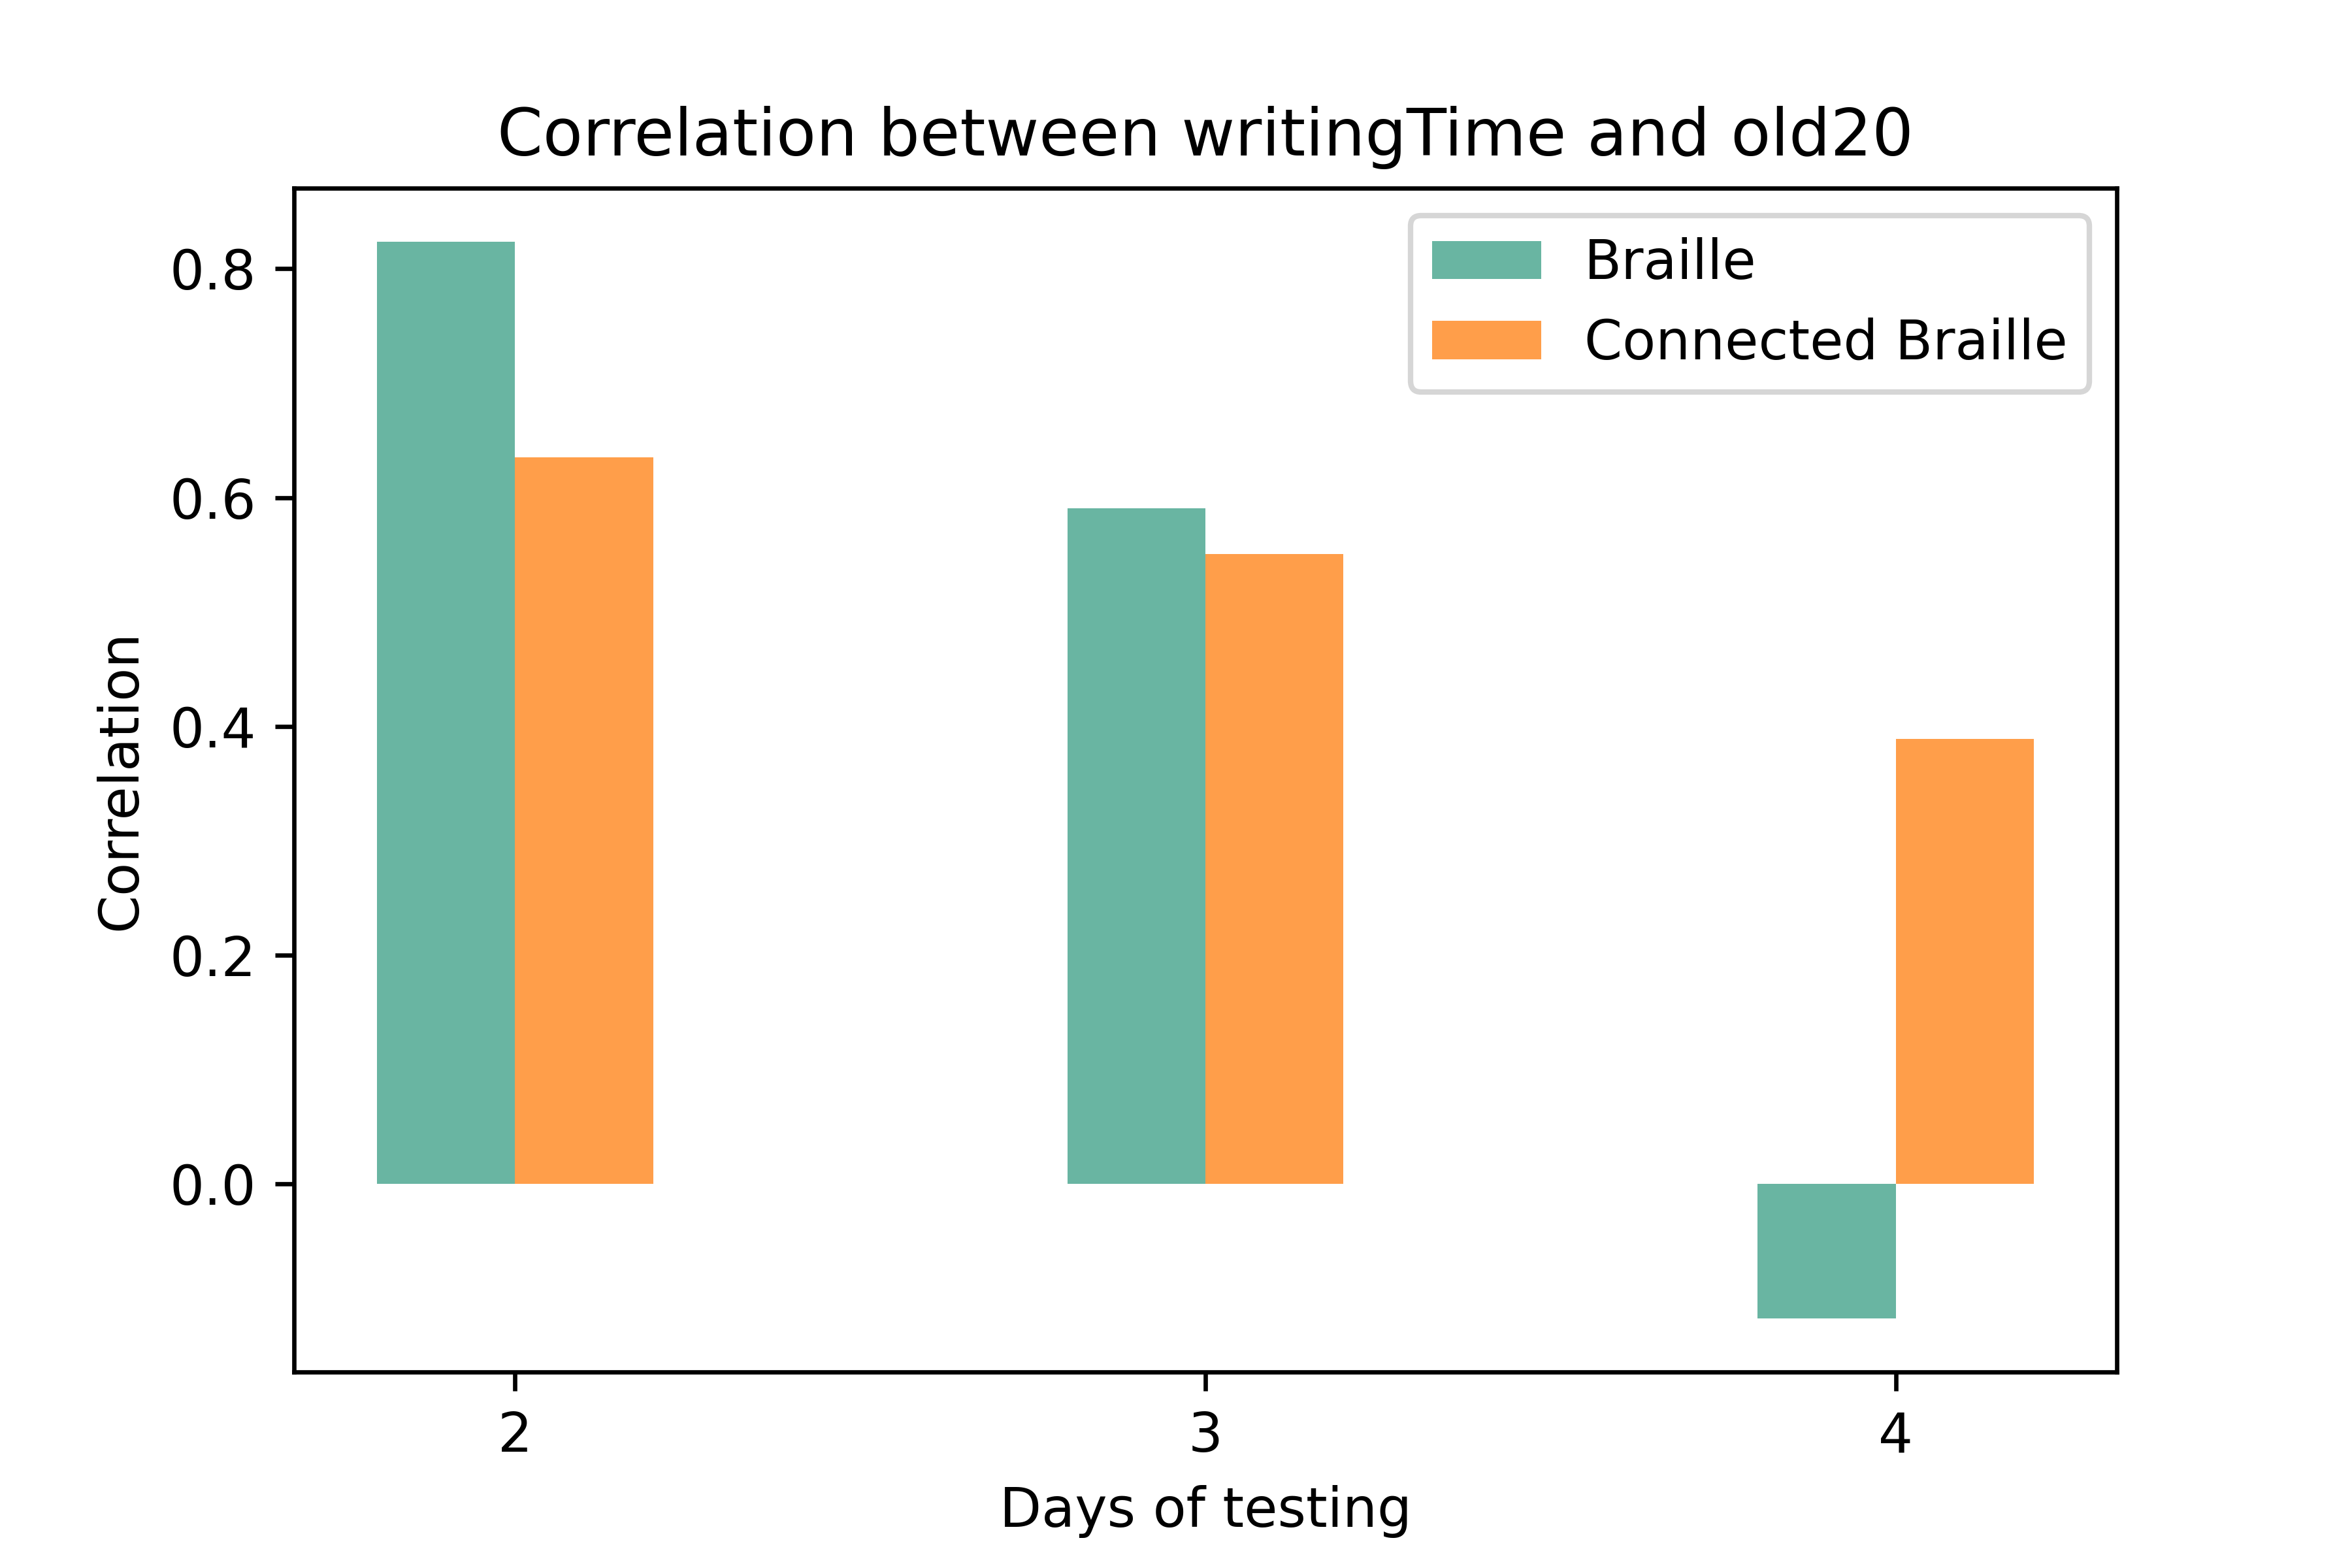 Correlation between writingTime and old20
Braille
Connected Braille
0.8
0.6
0.4
0.2
0.0
Correlation
2 3 4
Days of testing